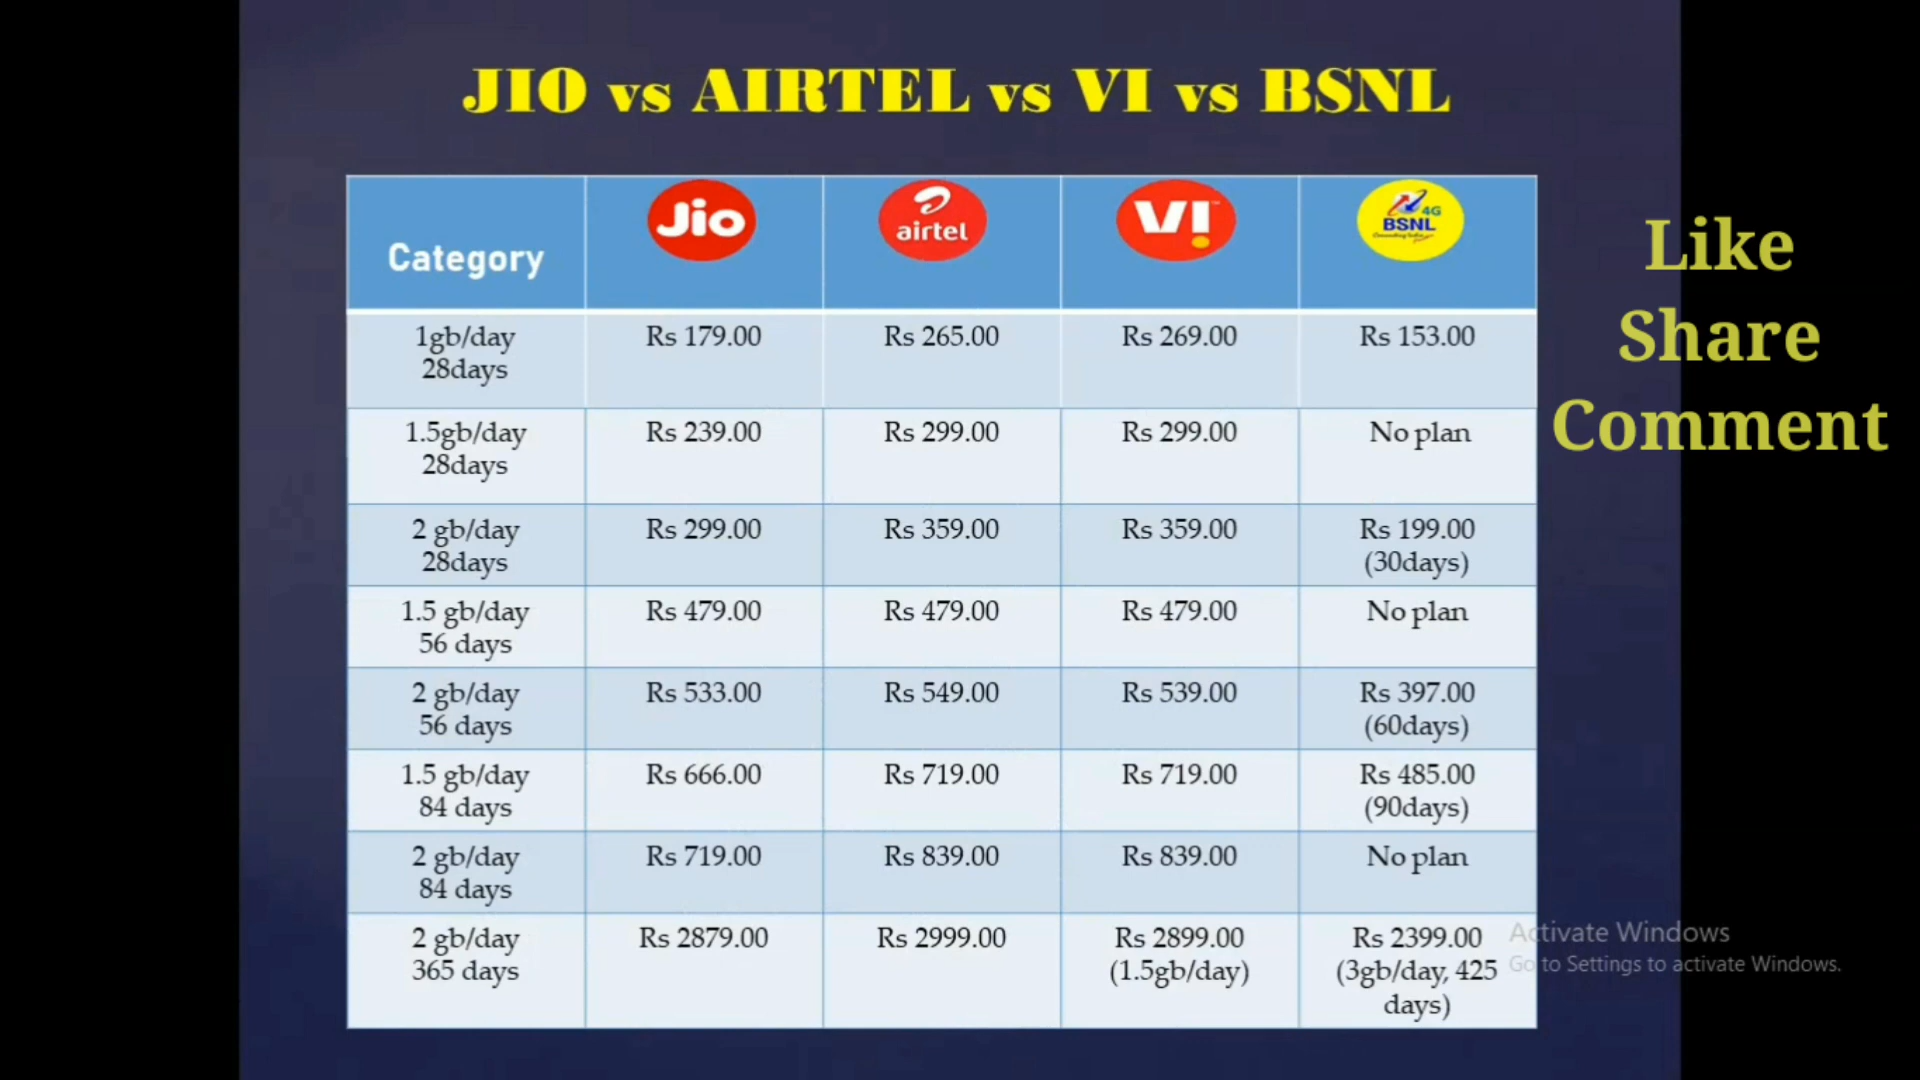 JIO vs AIRTEL vs VI vs BSNL
Category
Jio
airtel
VI
4G
BSNL
1gb/day
28days
Rs 179.00
Rs 265.00
Rs 269.00
Rs 153.00
1.5gb/day
28days
Rs 239.00
Rs 299.00
Rs 299.00
No plan
2 gb/day
28days
Rs 299.00
Rs 359.00
Rs 359.00
Rs 199.00
(30days)
1.5 gb/day
56 days
Rs 479.00
Rs 479.00
Rs 479.00
No plan
2 gb/day
56 days
Rs 533.00
Rs 549.00
Rs 539.00
Rs 397.00
(60days)
1.5 gb/day
84 days
Rs 666.00
Rs 719.00
Rs 719.00
Rs 485.00
(90days)
2 gb/day
84 days
Rs 719.00
Rs 839.00
Rs 839.00
No plan
2 gb/day
365 days
Rs 2879.00
Rs 2999.00
Rs 2899.00
(1.5gb/day)
Rs 2399.00
(3gb/day, 425
days)
Like
Share
Comment
Activate Windows
Go to Settings to activate Windows.